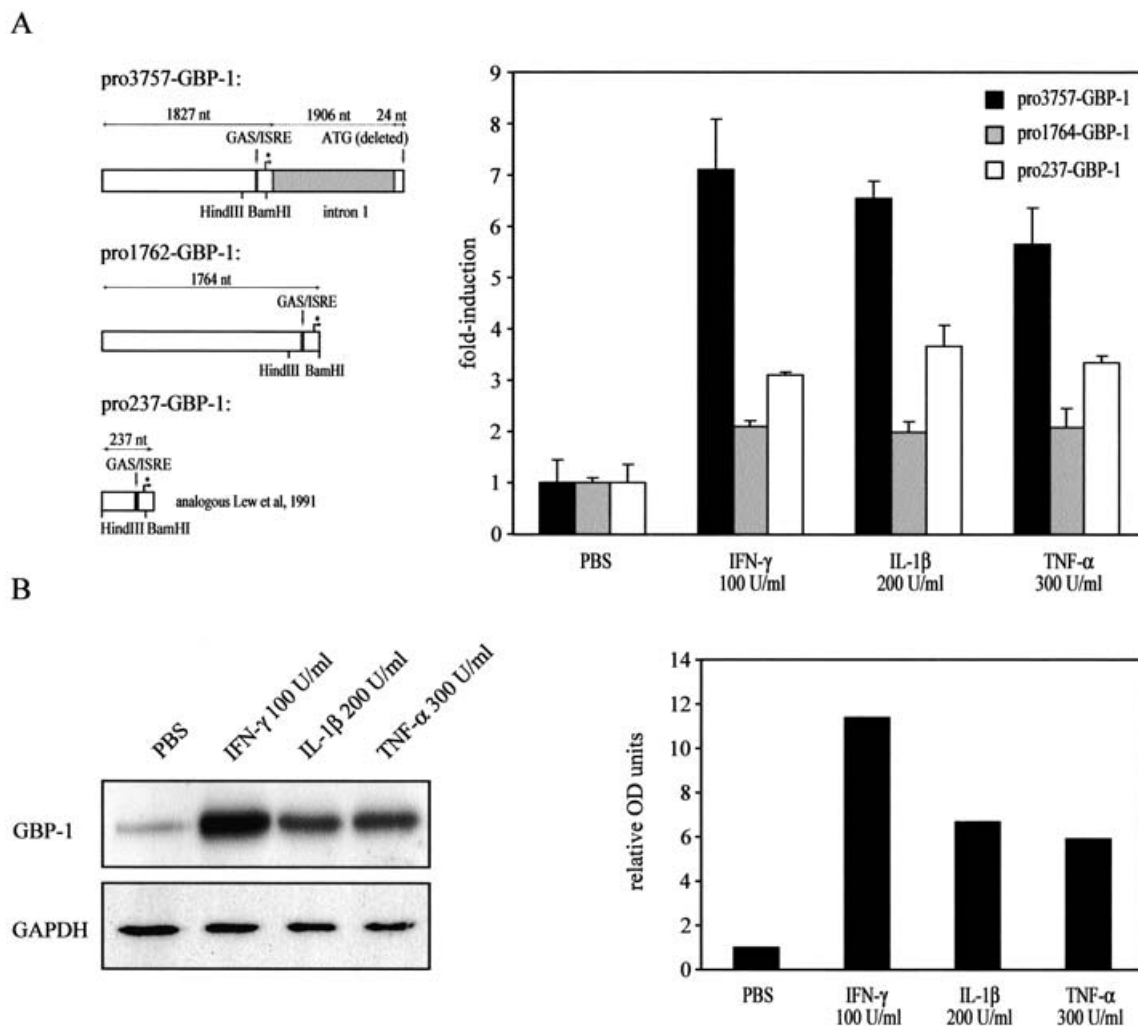 A
pro3757-GBP-1:
1827 nt 1906 nt 24 nt
GAS/ISRE ATG (deleted)
*
HindIII BamHI intron 1
pro1762-GBP-1:
1764 nt
GAS/ISRE
*
HindIII BamHI
pro237-GBP-1:
237 nt
GAS/ISRE
*
analogous Lew et al, 1991
HindIII BamHI
fold-induction
9
8
7
6
5
4
3
2
1
0
pro3757-GBP-1
pro1764-GBP-1
pro237-GBP-1
PBS IFN-γ IL-1β TNF-α
100 U/ml 200 U/ml 300 U/ml
B
PBS
IFN-γ 100 U/ml
IL-1β 200 U/ml
TNF-α 300 U/ml
GBP-1
GAPDH
relative OD units
14
12
10
8
6
4
2
0
PBS IFN-γ IL-1β TNF-α
100 U/ml 200 U/ml 300 U/ml